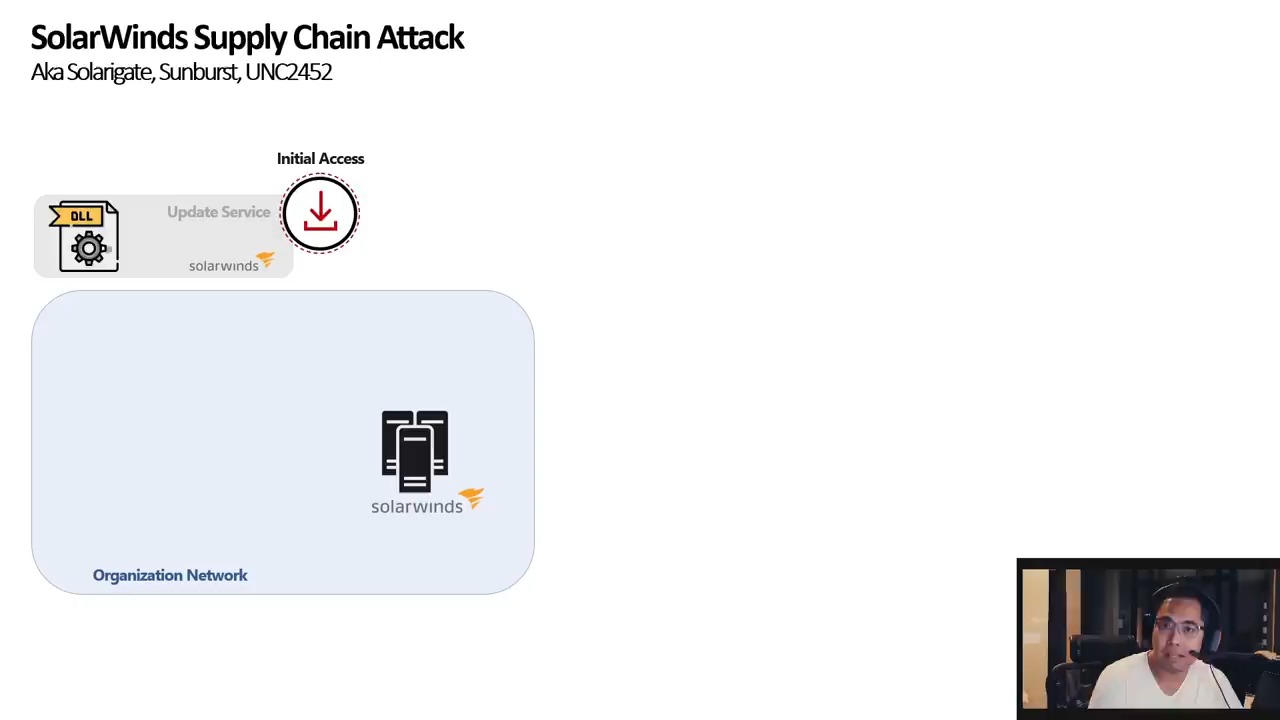 SolarWinds Supply Chain Attack
Aka Solarigate, Sunburst, UNC2452
Initial Access
DLL
Update Service
solarwinds
solarwinds
Organization Network